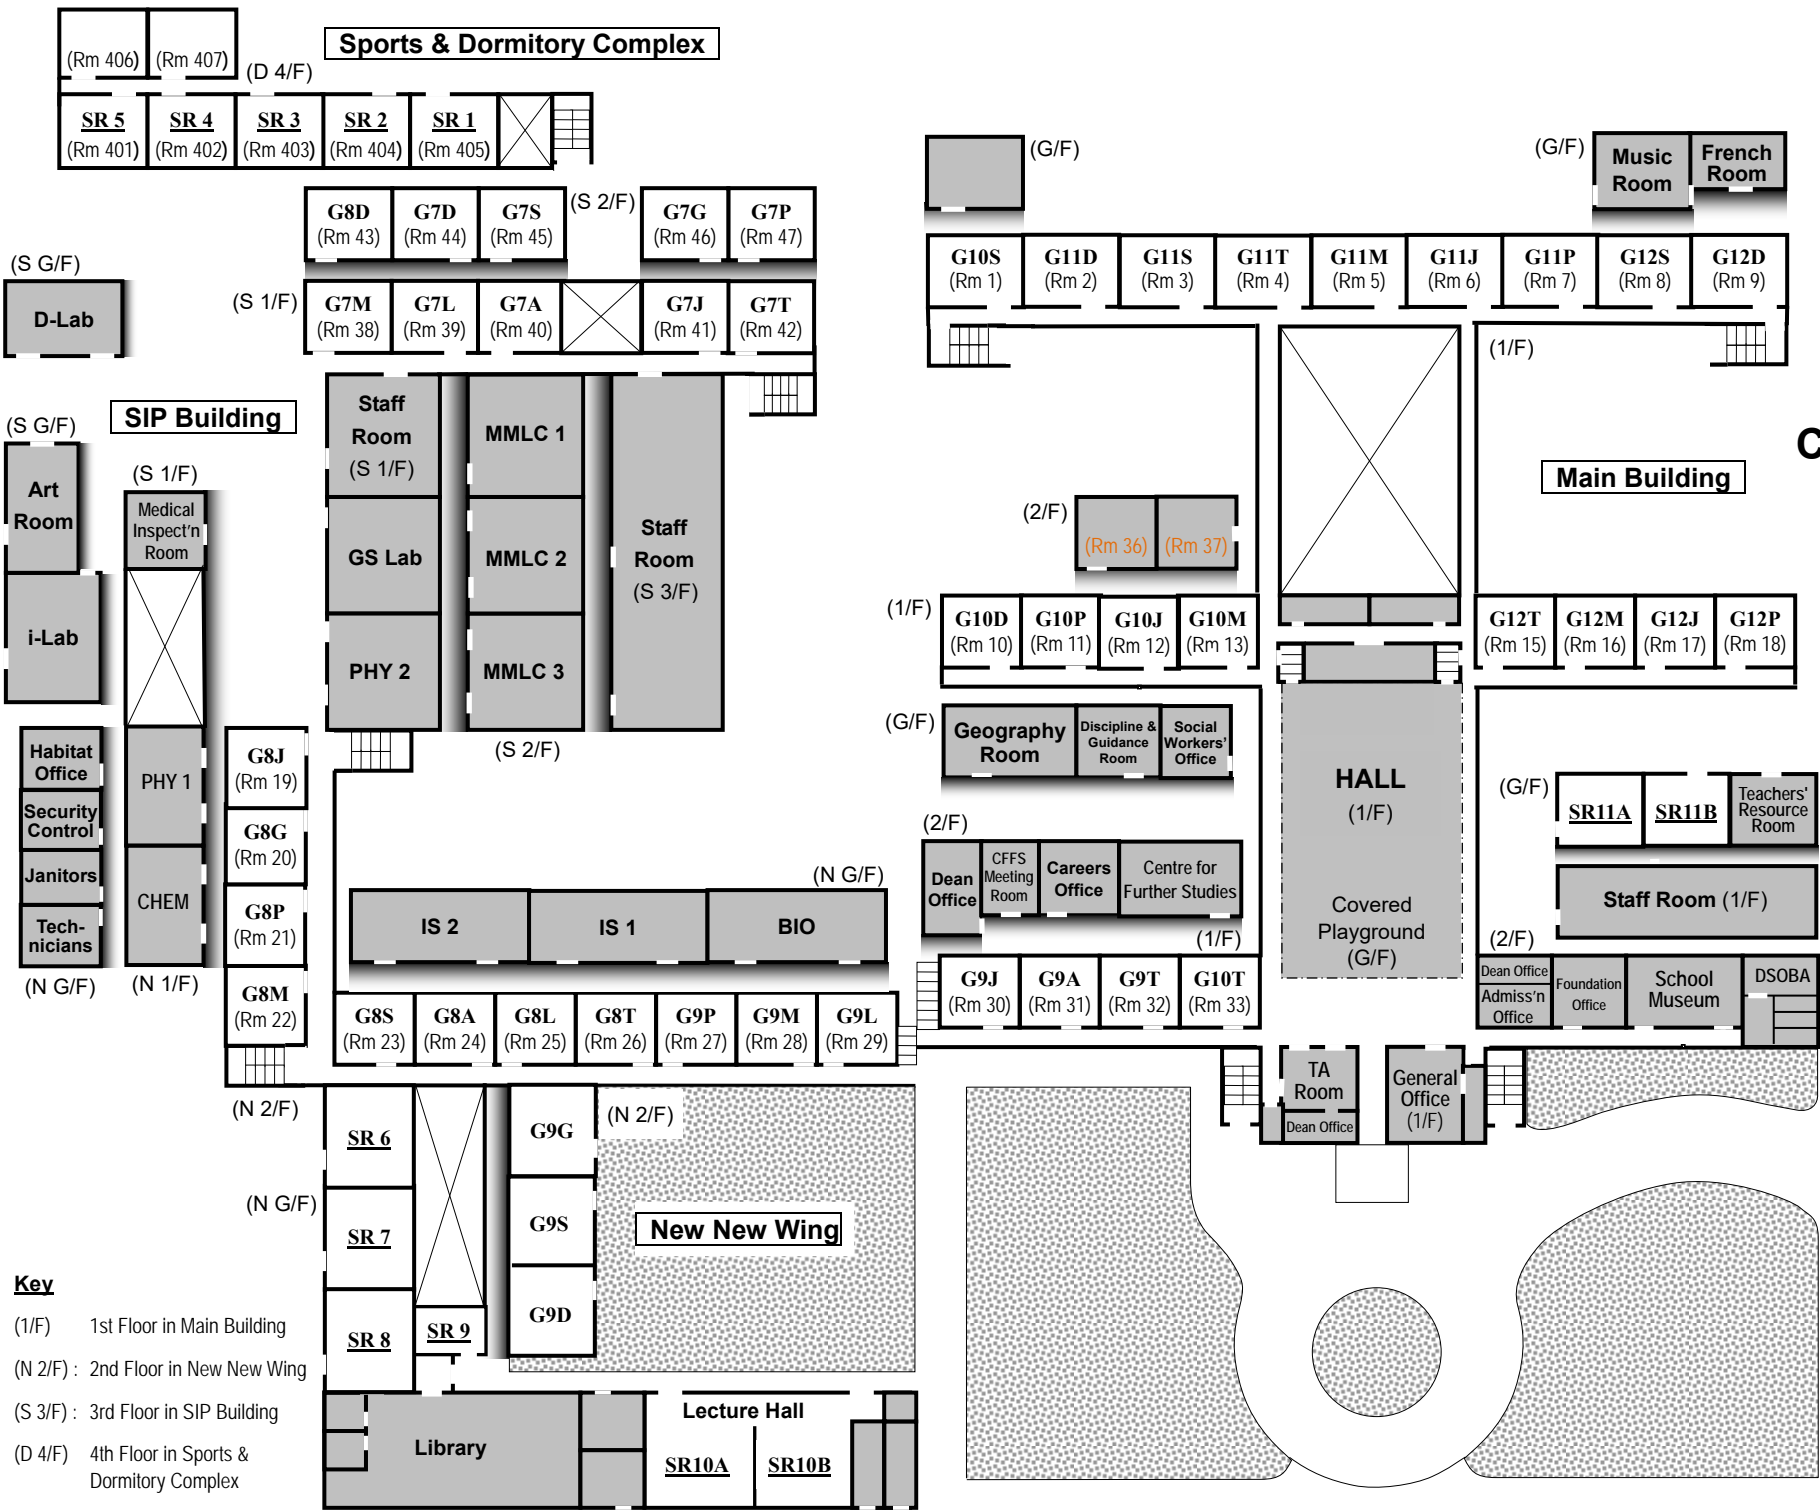 Sports & Dormitory Complex
(Rm 406)
(Rm 407)
(D 4/F)
SR 5
(Rm 401)
SR 4
(Rm 402)
SR 3
(Rm 403)
SR 2
(Rm 404)
SR 1
(Rm 405)
G8D
(Rm 43)
G7D
(Rm 44)
G7S
(Rm 45)
(S 2/F)
G7G
(Rm 46)
G7P
(Rm 47)
(S G/F)
D-Lab
(S 1/F)
G7M
(Rm 38)
G7L
(Rm 39)
G7A
(Rm 40)
G7J
(Rm 41)
G7T
(Rm 42)
SIP Building
(S G/F)
Art
Room
i-Lab
(S 1/F)
Medical
Inspect'n
Room
Staff
Room
(S 1/F)
GS Lab
PHY 2
MMLC 1
MMLC 2
MMLC 3
(S 2/F)
Staff
Room
(S 3/F)
Habitat
Office
Security
Control
Janitors
Tech-
nicians
(N G/F)
PHY 1
CHEM
(N 1/F)
G8J
(Rm 19)
G8G
(Rm 20)
G8P
(Rm 21)
G8M
(Rm 22)
(N G/F)
IS 2
IS 1
BIO
G8S
(Rm 23)
G8A
(Rm 24)
G8L
(Rm 25)
G8T
(Rm 26)
G9P
(Rm 27)
G9M
(Rm 28)
G9L
(Rm 29)
(N 2/F)
SR 6
(N G/F)
SR 7
SR 8
SR 9
G9G
(N 2/F)
G9S
G9D
New New Wing
Library
Lecture Hall
SR10A
SR10B
Key
(1/F) 1st Floor in Main Building
(N 2/F) : 2nd Floor in New New Wing
(S 3/F) : 3rd Floor in SIP Building
(D 4/F) 4th Floor in Sports &
Dormitory Complex
(G/F)
(G/F)
Music
Room
French
Room
G10S
(Rm 1)
G11D
(Rm 2)
G11S
(Rm 3)
G11T
(Rm 4)
G11M
(Rm 5)
G11J
(Rm 6)
G11P
(Rm 7)
G12S
(Rm 8)
G12D
(Rm 9)
(1/F)
C
Main Building
(2/F)
(Rm 36)
(Rm 37)
(1/F)
G10D
(Rm 10)
G10P
(Rm 11)
G10J
(Rm 12)
G10M
(Rm 13)
G12T
(Rm 15)
G12M
(Rm 16)
G12J
(Rm 17)
G12P
(Rm 18)
(G/F)
Geography
Room
Discipline &
Guidance
Room
Social
Workers'
Office
HALL
(1/F)
Covered
Playground
(G/F)
(G/F)
SR11A
SR11B
Teachers'
Resource
Room
Staff Room (1/F)
(2/F)
Dean
Office
CFFS
Meeting
Room
Careers
Office
Centre for
Further Studies
(1/F)
G9J
(Rm 30)
G9A
(Rm 31)
G9T
(Rm 32)
G10T
(Rm 33)
(2/F)
Dean Office
Admiss'n
Office
Foundation
Office
School
Museum
DSOBA
TA
Room
Dean Office
General
Office
(1/F)